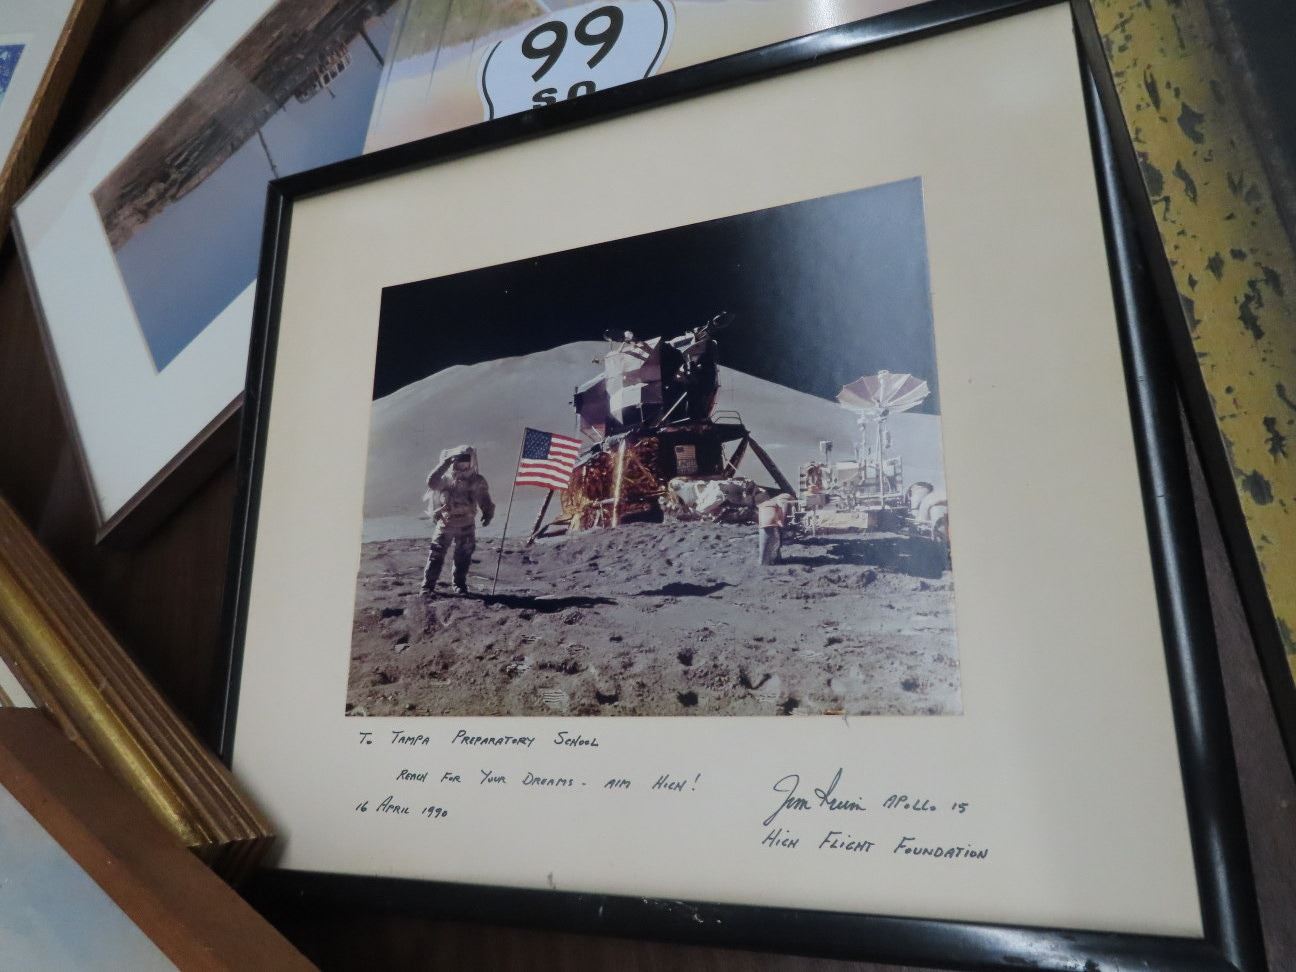 99
SO
To TAMPA PREPARATORY SCHOOL
REACH FOR YOUR DREAMS - AIM HIGH!
16 APRIL 1990
Jim Irwin APOLLO 15
HIGH FLIGHT FOUNDATION